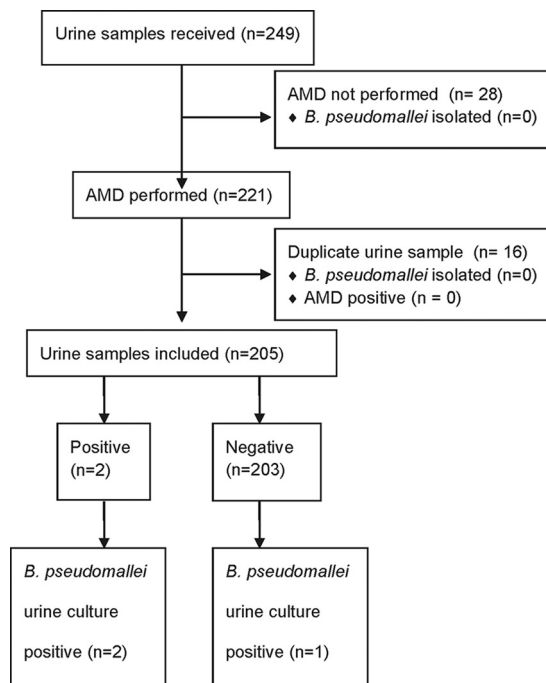 Urine samples received (n=249)
AMD not performed (n= 28)
♦ B. pseudomallei isolated (n=0)
AMD performed (n=221)
Duplicate urine sample (n= 16)
♦ B. pseudomallei isolated (n=0)
♦ AMD positive (n = 0)
Urine samples included (n=205)
Positive
(n=2)
Negative
(n=203)
B. pseudomallei
urine culture
positive (n=2)
B. pseudomallei
urine culture
positive (n=1)